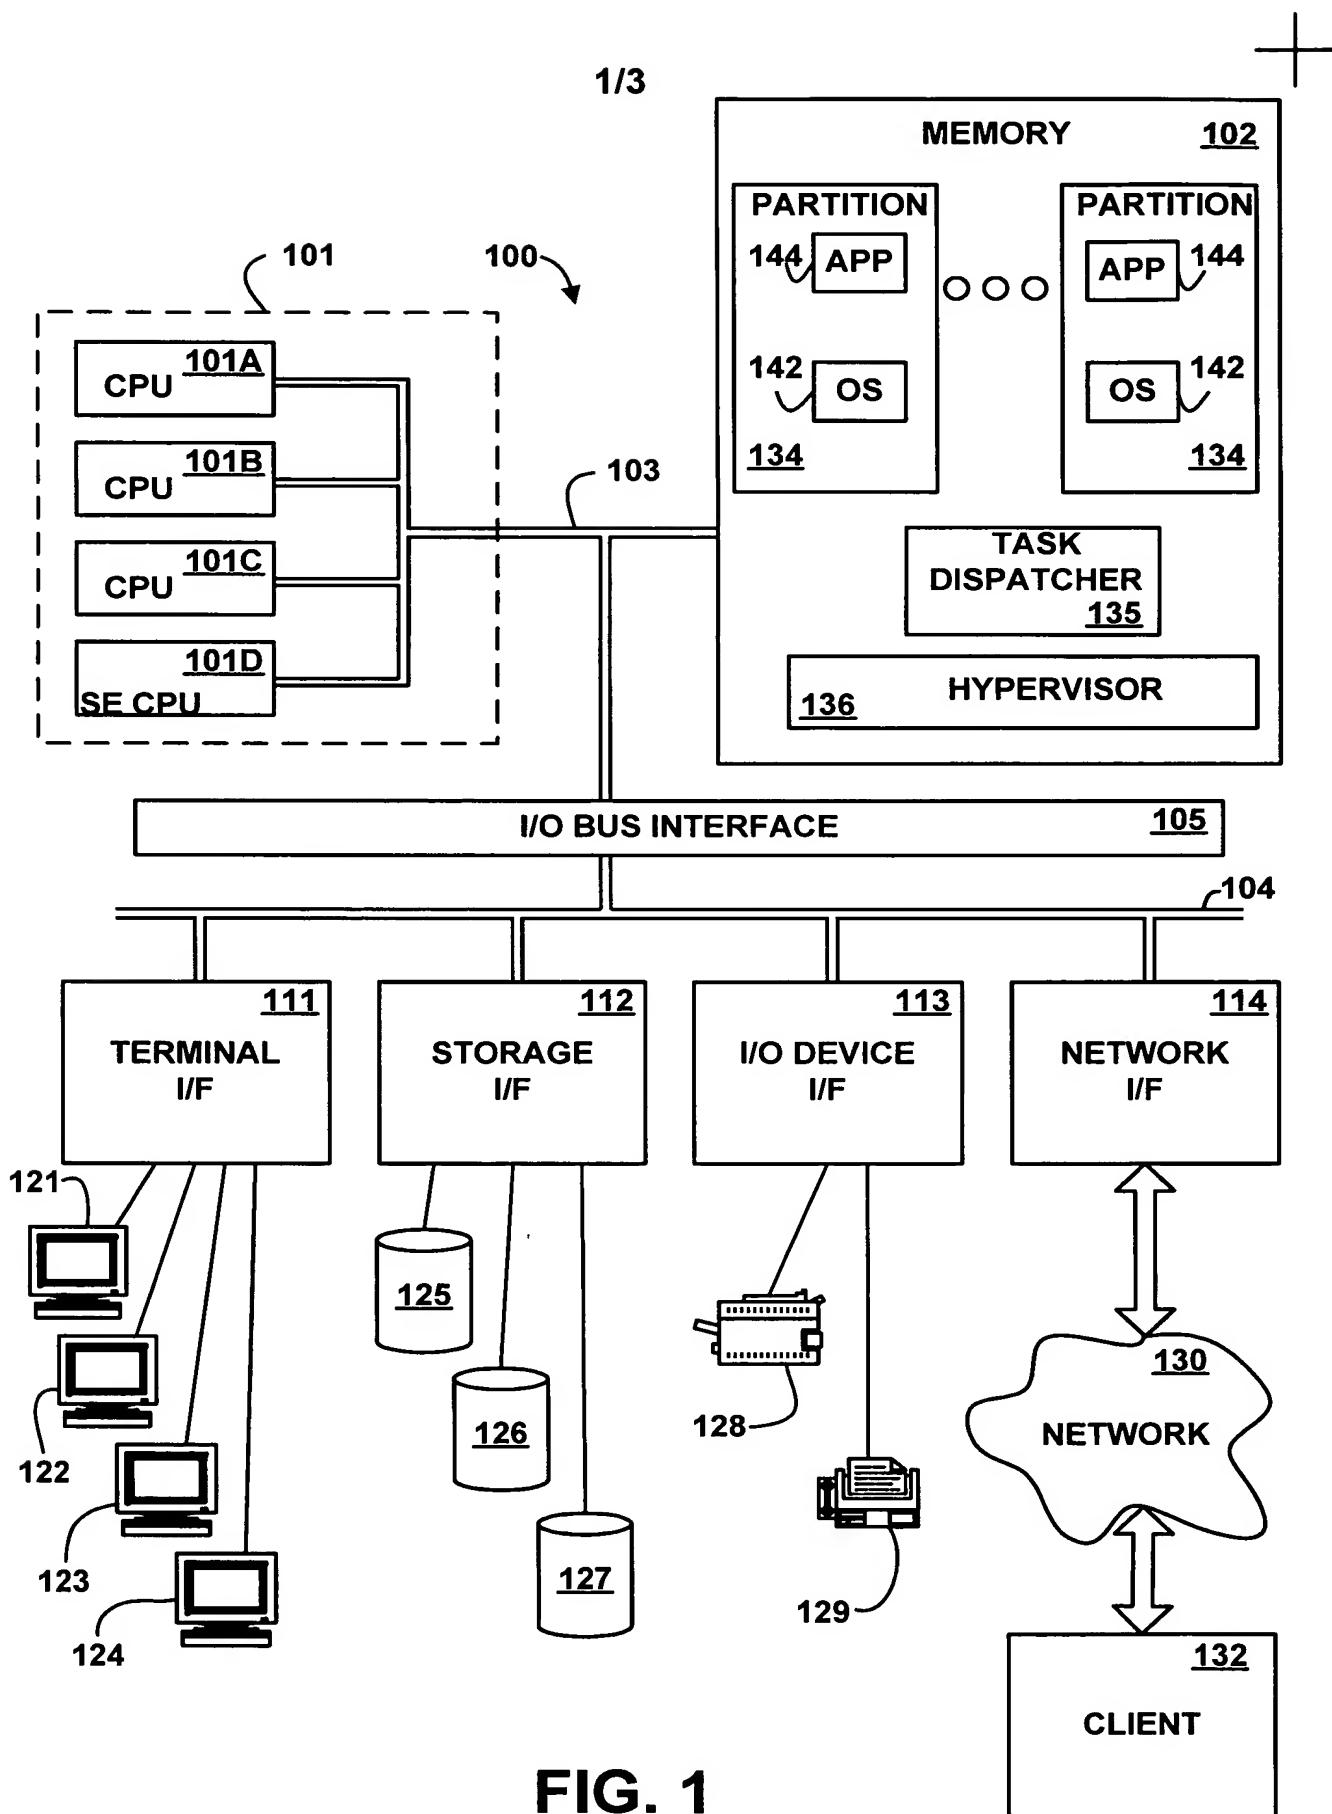 1/3
MEMORY 102
PARTITION
144 APP
142 OS
134
PARTITION
APP 144
OS 142
134
TASK
DISPATCHER
135
HYPERVISOR
136
101
100
101A
CPU
101B
CPU
101C
CPU
101D
SE CPU
103
I/O BUS INTERFACE 105
104
111
TERMINAL
I/F
112
STORAGE
I/F
113
I/O DEVICE
I/F
114
NETWORK
I/F
121
122
123
124
125
126
127
128
129
130
NETWORK
132
CLIENT
FIG. 1